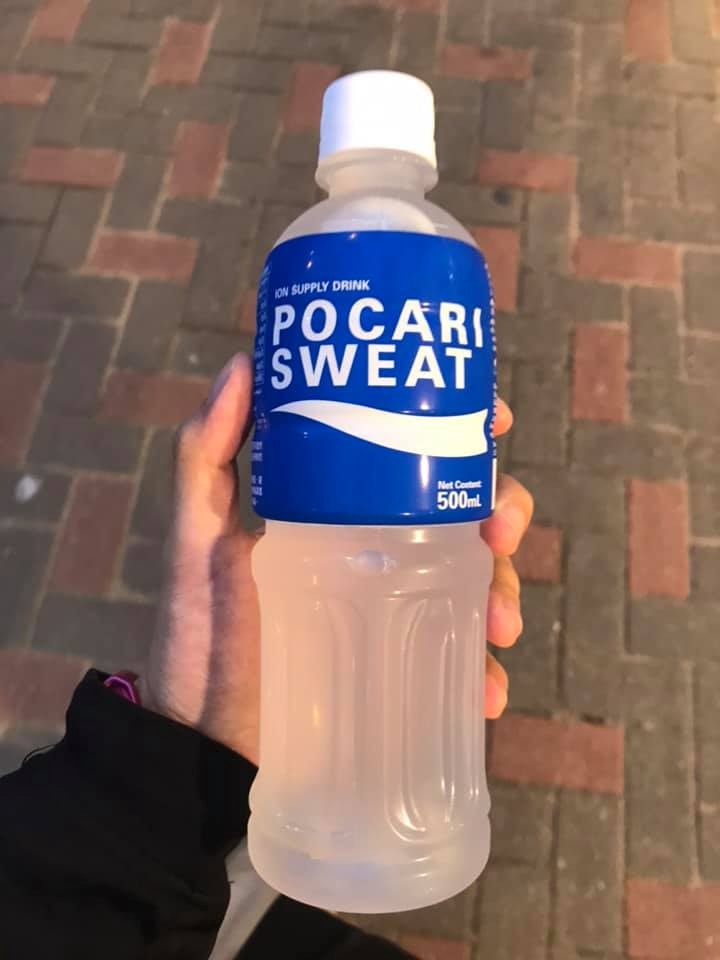 ION SUPPLY DRINK
POCARI
SWEAT
Net Content:
500mL